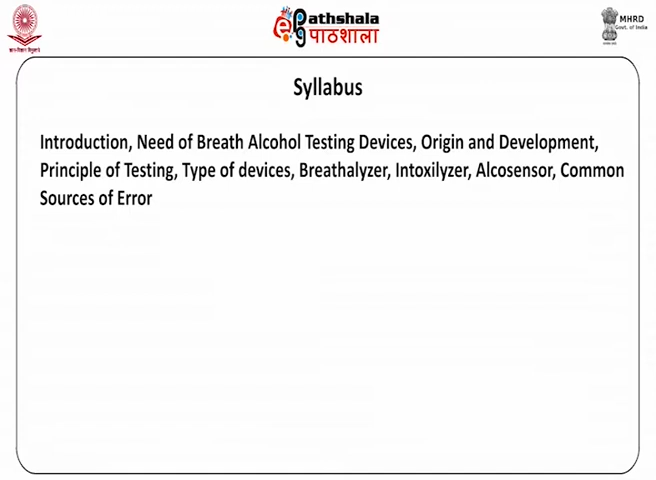 ePathshala
पाठशाला
MHRD
Govt. of India
Syllabus
Introduction, Need of Breath Alcohol Testing Devices, Origin and Development,
Principle of Testing, Type of devices, Breathalyzer, Intoxilyzer, Alcosensor, Common
Sources of Error